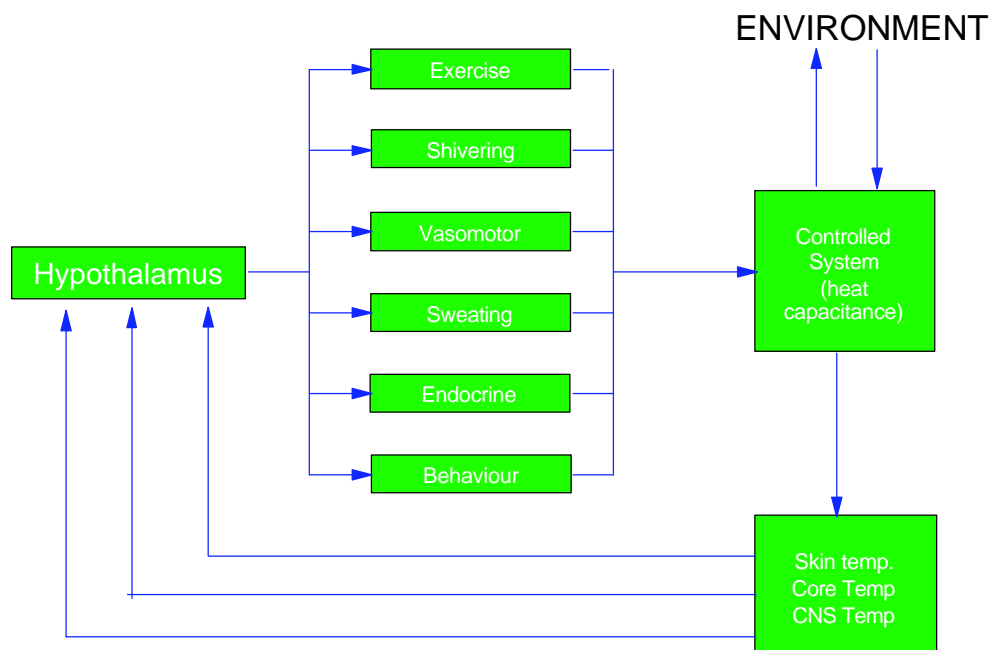 ENVIRONMENT
Exercise
Shivering
Vasomotor
Hypothalamus
Sweating
Endocrine
Behaviour
Controlled
System
(heat
capacitance)
Skin temp.
Core Temp
CNS Temp